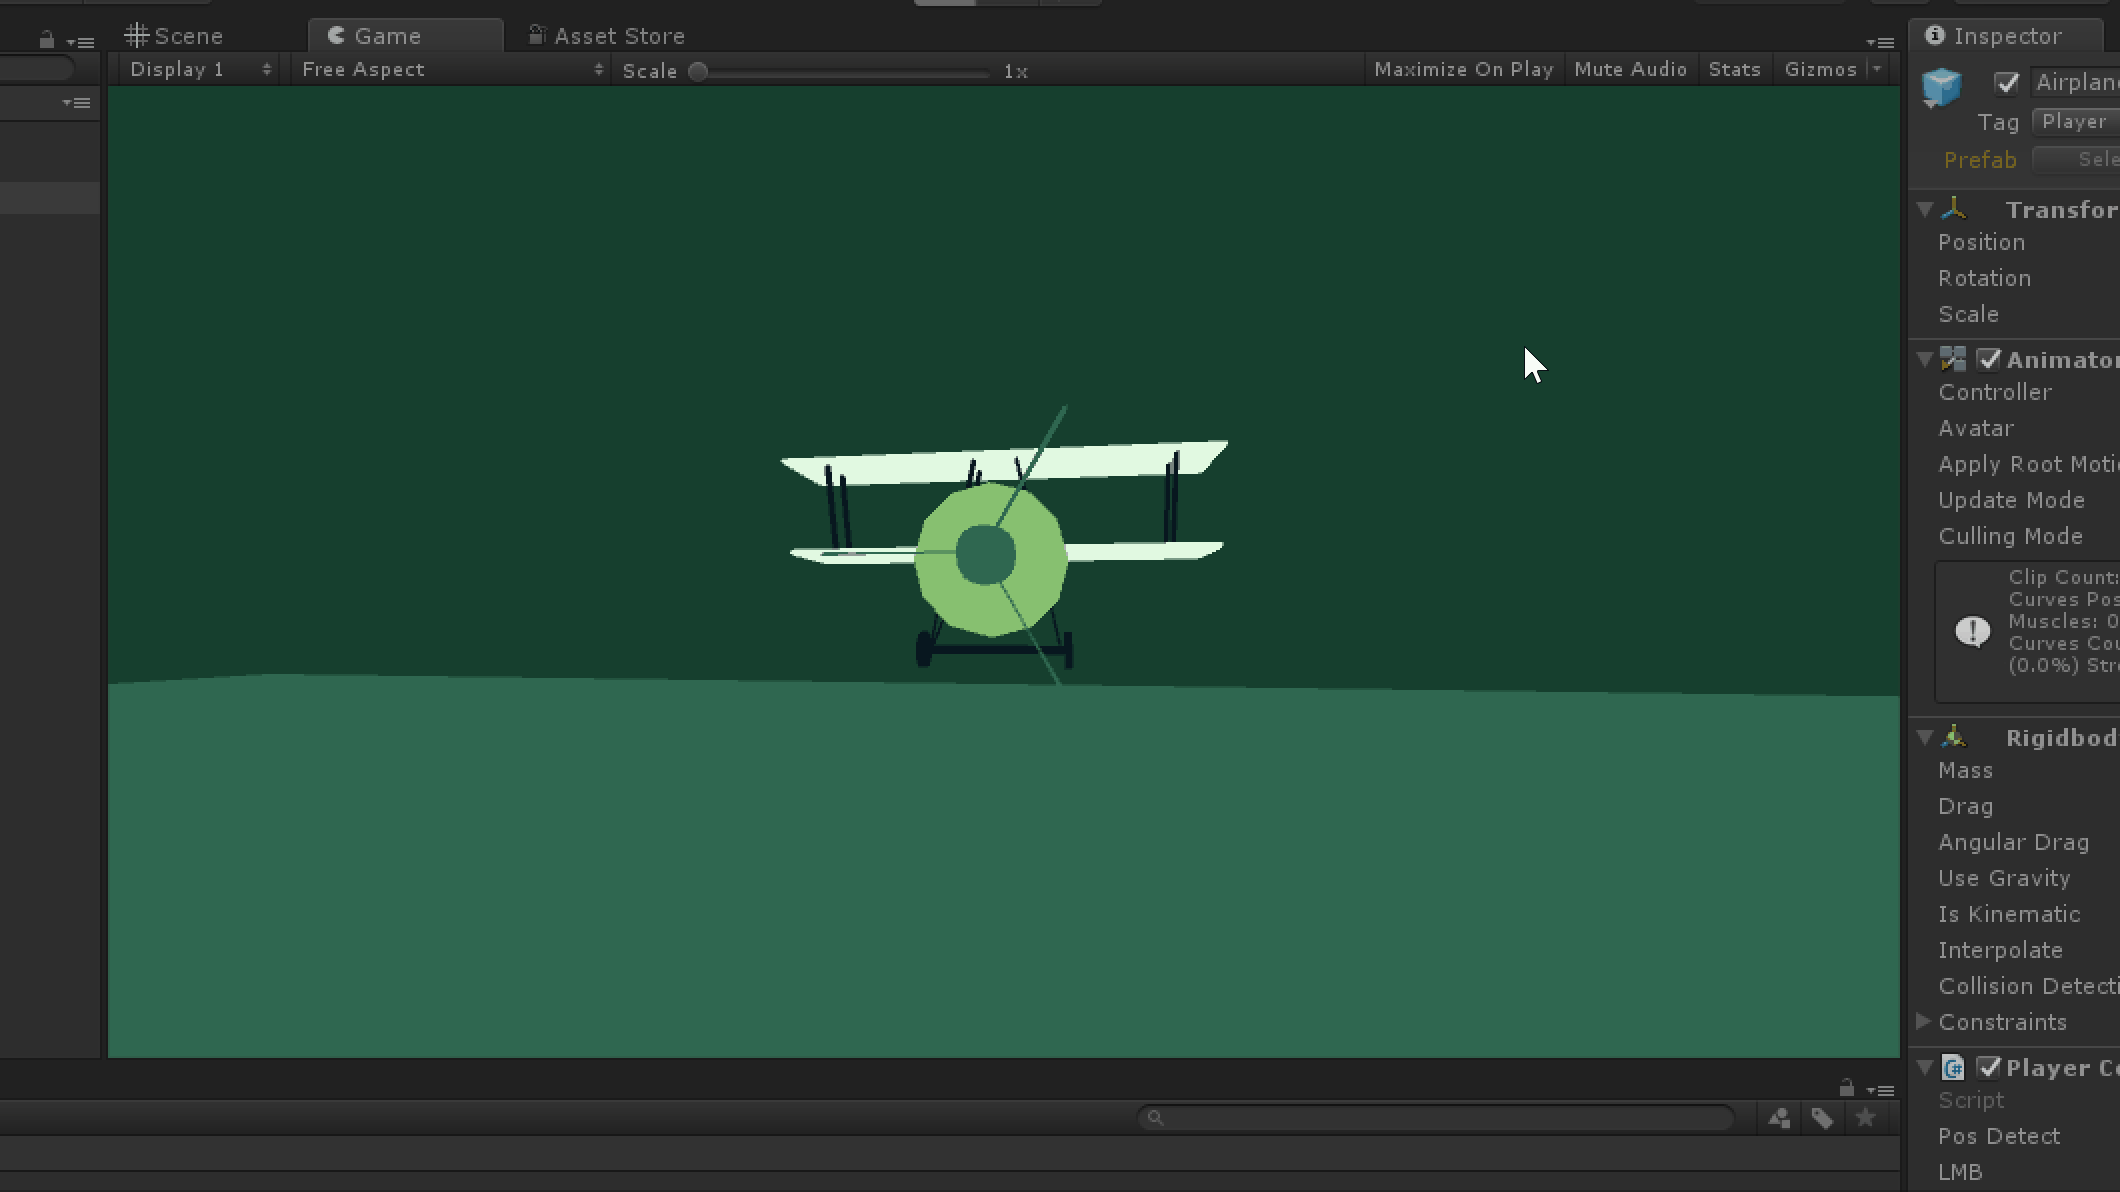 Scene
Game
Asset Store
Inspector
Display 1
Free Aspect
Scale
1x
Maximize On Play
Mute Audio
Stats
Gizmos
Airplan
Tag
Player
Prefab
Sele
Transfor
Position
Rotation
Scale
Animator
Controller
Avatar
Apply Root Moti
Update Mode
Culling Mode
Clip Count:
Curves Pos
Muscles: 0
Curves Cou
(0.0%) Stre
Rigidbod
Mass
Drag
Angular Drag
Use Gravity
Is Kinematic
Interpolate
Collision Detecti
Constraints
Player Co
Script
Pos Detect
LMB